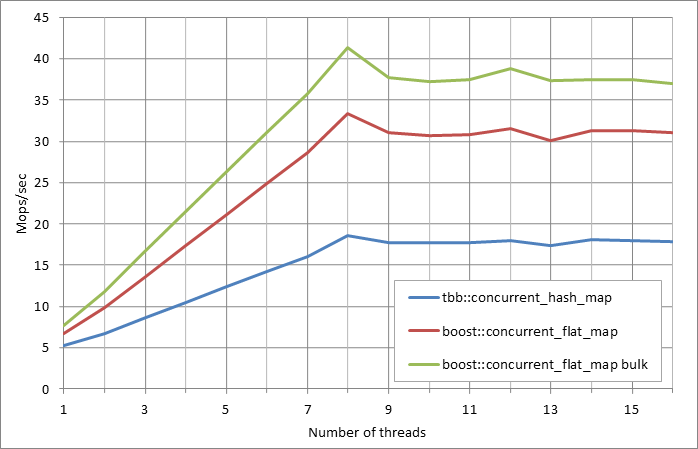 45
40
35
30
25
20
15
10
5
0
Mops/sec
tbb::concurrent_hash_map
boost::concurrent_flat_map
boost::concurrent_flat_map bulk
1 3 5 7 9 11 13 15
Number of threads